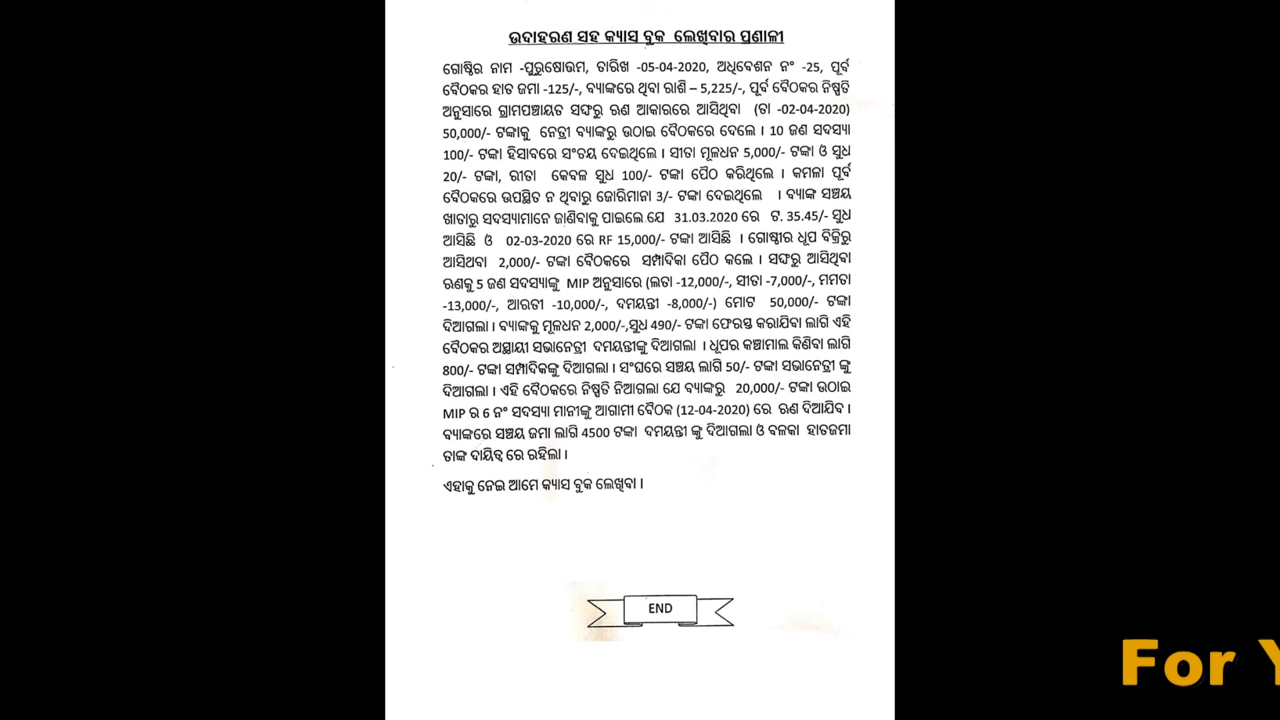 ଉଦାହରଣ ସହ କ୍ୟାସ ବୁକ ଲେଖିବାର ପ୍ରଣାଳୀ
ଗୋଷ୍ଠିର ନାମ -ପୁରୁଷୋତ୍ତମ, ତାରିଖ -05-04-2020, ଅଧିବେଶନ ନଂ -25, ପୂର୍ବ
ବୈଠକର ହାତ ଜମା -125/-, ବ୍ୟାଙ୍କରେ ଥିବା ରାଶି – 5,225/-, ପୂର୍ବ ବୈଠକର ନିଷ୍ପତି
ଅନୁସାରେ ଗ୍ରାମପଞ୍ଚାୟତ ସଙ୍ଘରୁ ଋଣ ଆକାରରେ ଆସିଥିବା (ତା -02-04-2020)
50,000/- ଟଙ୍କାକୁ ନେତ୍ରୀ ବ୍ୟାଙ୍କରୁ ଉଠାଇ ବୈଠକରେ ଦେଲେ । 10 ଜଣ ସଦସ୍ୟା
100/- ଟଙ୍କା ହିସାବରେ ସଂଚୟ ଦେଇଥିଲେ । ସୀତା ମୂଳଧନ 5,000/- ଟଙ୍କା ଓ ସୁଧ
20/- ଟଙ୍କା, ରୀତା କେବଳ ସୁଧ 100/- ଟଙ୍କା ପୈଠ କରିଥିଲେ । କମଳା ପୂର୍ବ
ବୈଠକରେ ଉପସ୍ଥିତ ନ ଥିବାରୁ ଜୋରିମାନା 3/- ଟଙ୍କା ଦେଇଥିଲେ । ବ୍ୟାଙ୍କ ସଞ୍ଚୟ
ଖାତାରୁ ସଦସ୍ୟାମାନେ ଜାଣିବାକୁ ପାଇଲେ ଯେ 31.03.2020 ରେ ଟ. 35.45/- ସୁଧ
ଆସିଛି ଓ 02-03-2020 ରେ RF 15,000/- ଟଙ୍କା ଆସିଛି । ଗୋଷ୍ଠୀର ଧୂପ ବିକ୍ରିରୁ
ଆସିଥବା 2,000/- ଟଙ୍କା ବୈଠକରେ ସମ୍ପାଦିକା ପୈଠ କଲେ । ସଙ୍ଘରୁ ଆସିଥିବା
ଋଣକୁ 5 ଜଣ ସଦସ୍ୟାଙ୍କୁ MIP ଅନୁସାରେ (ଲତା -12,000/-, ସୀତା -7,000/-, ମମତା
-13,000/-, ଆରତୀ -10,000/-, ଦମୟନ୍ତୀ -8,000/-) ମୋଟ 50,000/- ଟଙ୍କା
ଦିଆଗଲା । ବ୍ୟାଙ୍କକୁ ମୂଳଧନ 2,000/-,ସୁଧ 490/- ଟଙ୍କା ଫେରସ୍ତ କରାଯିବା ଲାଗି ଏହି
ବୈଠକର ଅସ୍ଥାୟୀ ସଭାନେତ୍ରୀ ଦମୟନ୍ତୀଙ୍କୁ ଦିଆଗଲା । ଧୂପର କଞ୍ଚାମାଲ କିଣିବା ଲାଗି
800/- ଟଙ୍କା ସମ୍ପାଦିକଙ୍କୁ ଦିଆଗଲା । ସଂଘରେ ସଞ୍ଚୟ ଲାଗି 50/- ଟଙ୍କା ସଭାନେତ୍ରୀ ଙ୍କୁ
ଦିଆଗଲା । ଏହି ବୈଠକରେ ନିଷ୍ପତି ନିଆଗଲା ଯେ ବ୍ୟାଙ୍କରୁ 20,000/- ଟଙ୍କା ଉଠାଇ
MIP ର 6 ନଂ ସଦସ୍ୟା ମାନୀଙ୍କୁ ଆଗାମୀ ବୈଠକ (12-04-2020) ରେ ଋଣ ଦିଆଯିବ ।
ବ୍ୟାଙ୍କରେ ସଞ୍ଚୟ ଜମା ଲାଗି 4500 ଟଙ୍କା ଦମୟନ୍ତୀ ଙ୍କୁ ଦିଆଗଲା ଓ ବଳକା ହାତଜମା
ତାଙ୍କ ଦାୟିତ୍ୱ ରେ ରହିଲା ।
ଏହାକୁ ନେଇ ଆମେ କ୍ୟାସ ବୁକ ଲେଖିବା ।
END
For